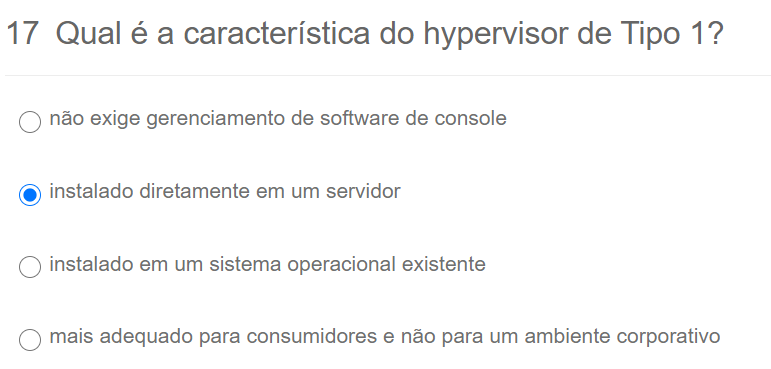 17 Qual é a característica do hypervisor de Tipo 1?
não exige gerenciamento de software de console
instalado diretamente em um servidor
instalado em um sistema operacional existente
mais adequado para consumidores e não para um ambiente corporativo